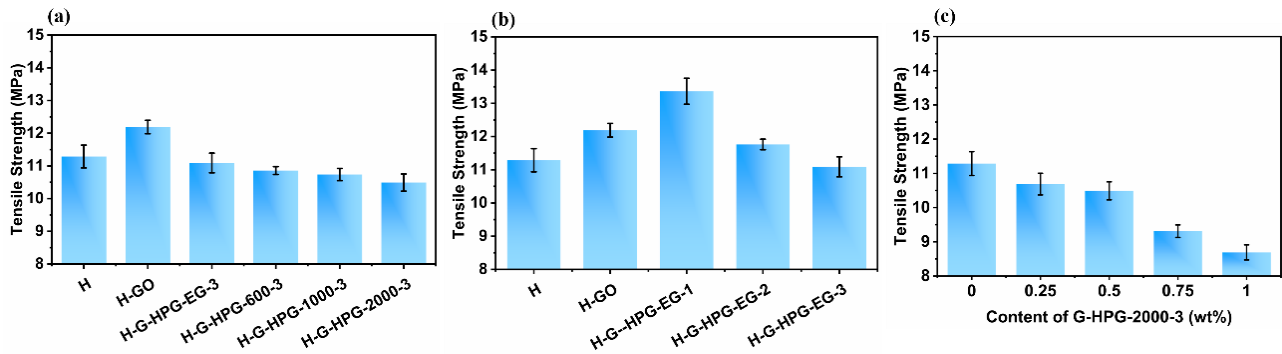 (a)
Tensile Strength (MPa)
15
14
13
12
11
10
9
8
H
H-GO
H-G-HPG-EG-3
H-G-HPG-600-3
H-G-HPG-1000-3
H-G-HPG-2000-3
(b)
Tensile Strength (MPa)
15
14
13
12
11
10
9
8
H
H-GO
H-G--HPG-EG-1
H-G-HPG-EG-2
H-G-HPG-EG-3
(c)
Tensile Strength (MPa)
15
14
13
12
11
10
9
8
0 0.25 0.5 0.75 1
Content of G-HPG-2000-3 (wt%)